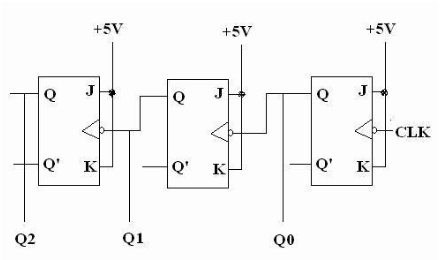 +5V +5V +5V
Q J Q J Q J
CLK
Q' K Q' K Q' K
Q2 Q1 Q0